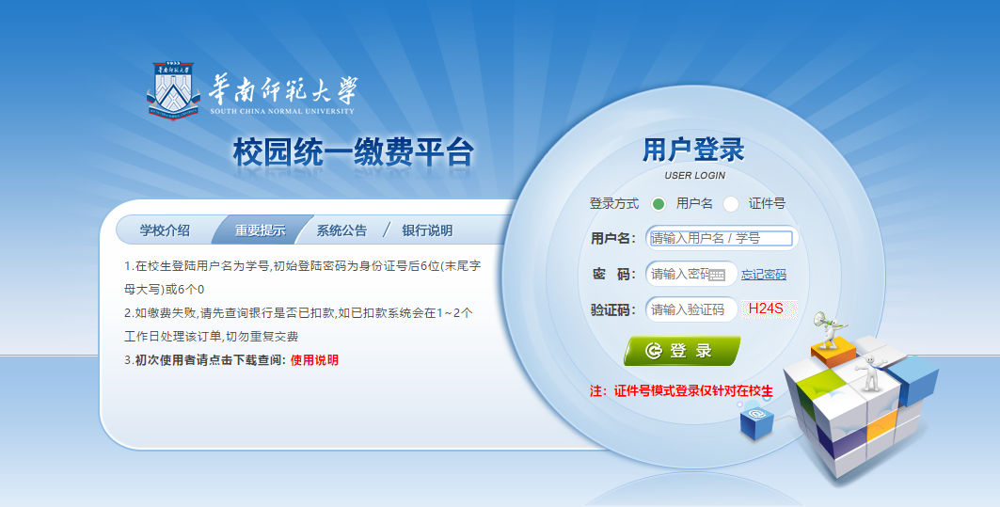 1933
华南师范大学
華南师範大学
SOUTH CHINA NORMAL UNIVERSITY
校园统一缴费平台
学校介绍 重要提示 系统公告 / 银行说明
1.在校生登陆用户名为学号,初始登陆密码为身份证号后6位(末尾字
母大写)或6个0
2.如缴费失败,请先查询银行是否已扣款,如已扣款系统会在1~2个
工作日处理该订单,切勿重复交费
3.初次使用者请点击下载查阅: 使用说明
用户登录
USER LOGIN
登录方式 用户名 证件号
用户名: 请输入用户名 / 学号
密 码: 请输入密码 忘记密码
验证码: 请输入验证码 H24S
登 录
注: 证件号模式登录仅针对在校生
@